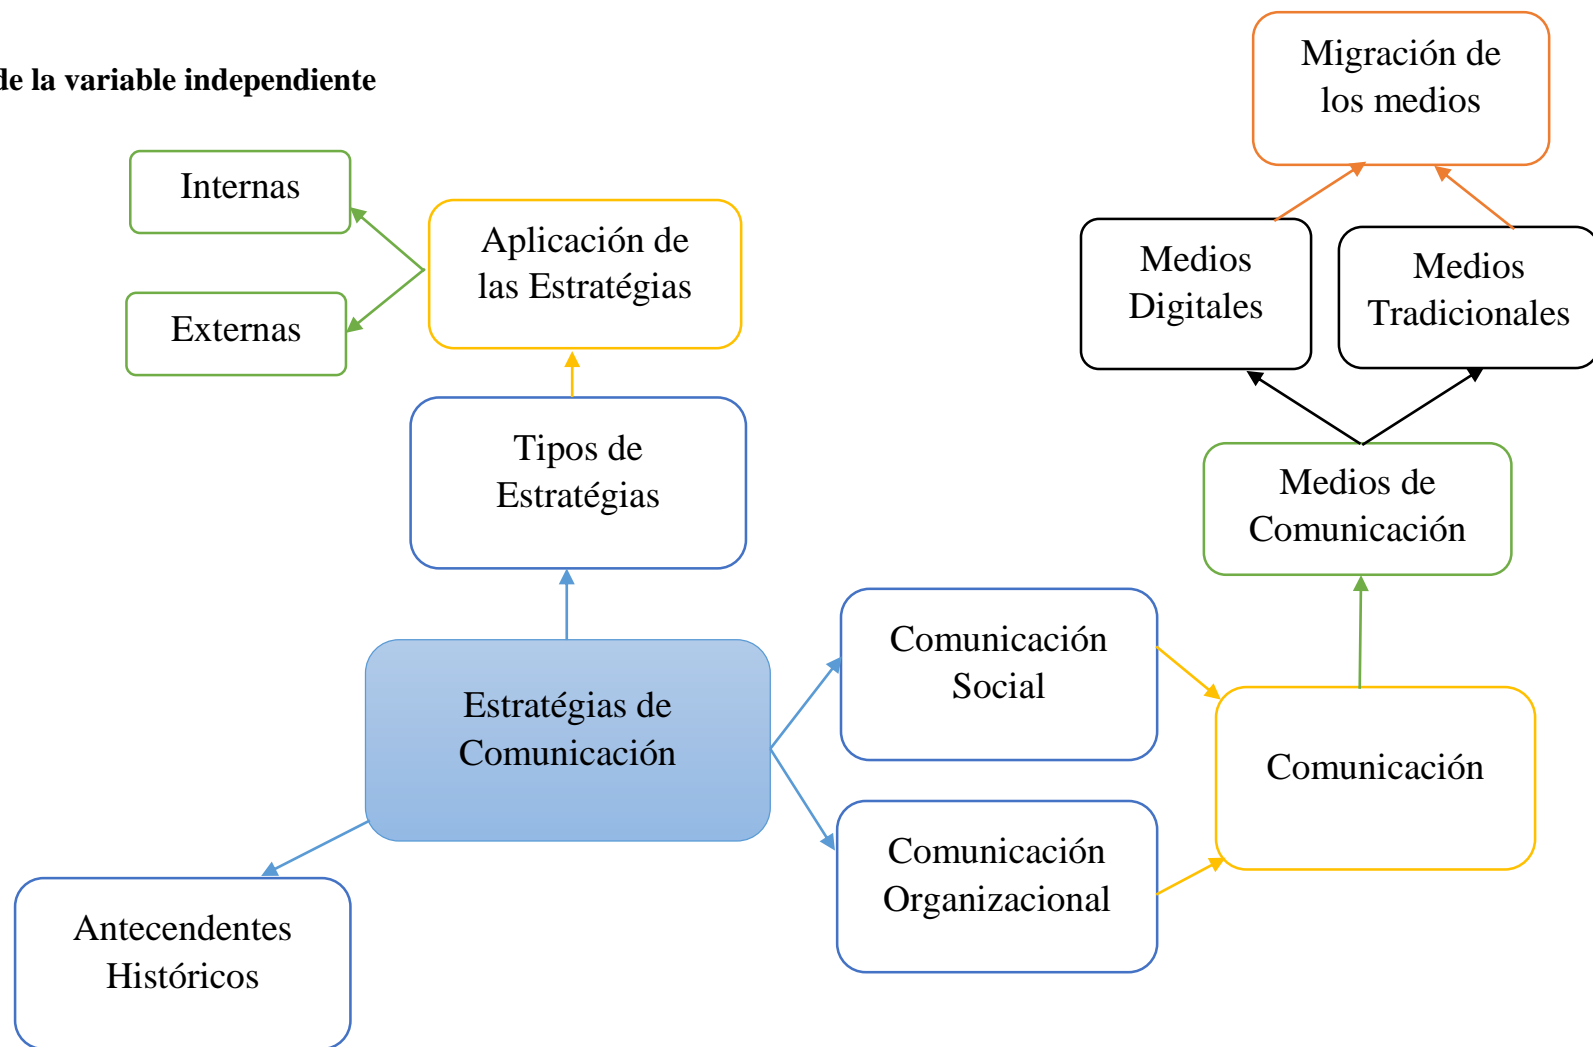 de la variable independiente
Migración de
los medios
Internas
Aplicación de
las Estratégias
Externas
Medios
Digitales
Medios
Tradicionales
Tipos de
Estratégias
Medios de
Comunicación
Comunicación
Social
Estratégias de
Comunicación
Comunicación
Comunicación
Organizacional
Antecendentes
Históricos